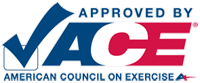 APPROVED BY
ACE
AMERICAN COUNCIL ON EXERCISE